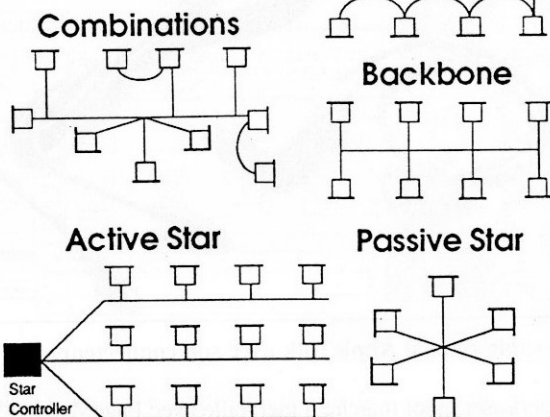 Combinations
Backbone
Active Star
Passive Star
Star
Controller